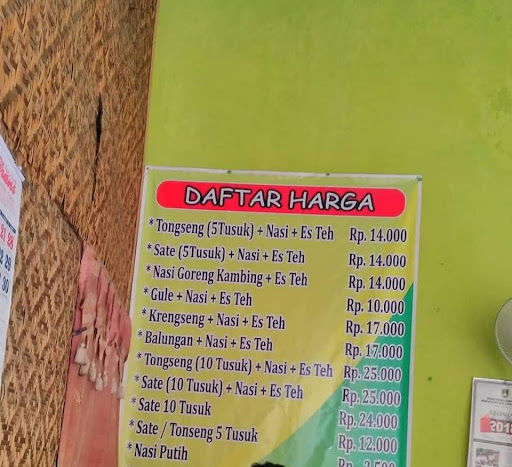 DAFTAR HARGA
* Tongseng (5Tusuk) + Nasi + Es Teh Rp. 14.000
* Sate (5Tusuk) + Nasi + Es Teh Rp. 14.000
* Nasi Goreng Kambing + Es Teh Rp. 14.000
* Gule + Nasi + Es Teh Rp. 10.000
* Krengseng + Nasi + Es Teh Rp. 17.000
* Balungan + Nasi + Es Teh Rp. 17.000
* Tongseng (10 Tusuk) + Nasi + Es Teh Rp. 25.000
* Sate (10 Tusuk) + Nasi + Es Teh Rp. 25.000
* Sate 10 Tusuk Rp. 24.000
* Sate / Tonseng 5 Tusuk Rp. 12.000
* Nasi Putih
2018